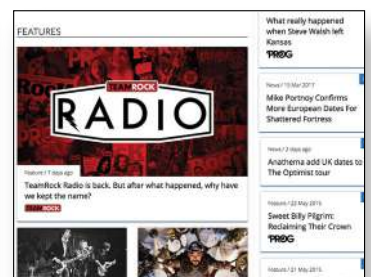 FEATURES
TEAMROCK
RADIO
Feature / 7 days ago
TeamRock Radio is back. But after what happened, why have
we kept the name?
TEAMROCK
What really happened
when Steve Walsh left
Kansas
PROG
News / 15 Mar 2017
Mike Portnoy Confirms
More European Dates For
Shattered Fortress
News / 2 days ago
Anathema add UK dates to
The Optimist tour
Feature / 22 May 2015
Sweet Billy Pilgrim:
Reclaiming Their Crown
PROG
Feature / 21 May 2015